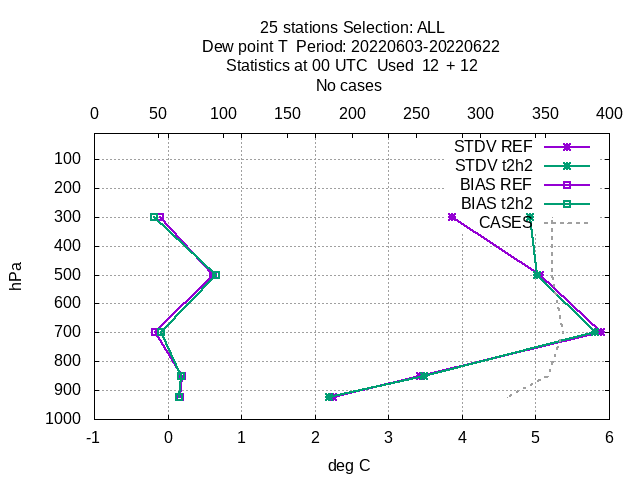 25 stations Selection: ALL
Dew point T  Period: 20220603-20220622
Statistics at 00 UTC  Used  12  + 12
No cases
0 50 100 150 200 250 300 350 400
STDV REF
STDV t2h2
BIAS REF
BIAS t2h2
CASES
100
200
300
400
500
600
700
800
900
1000
hPa
-1 0 1 2 3 4 5 6
deg C